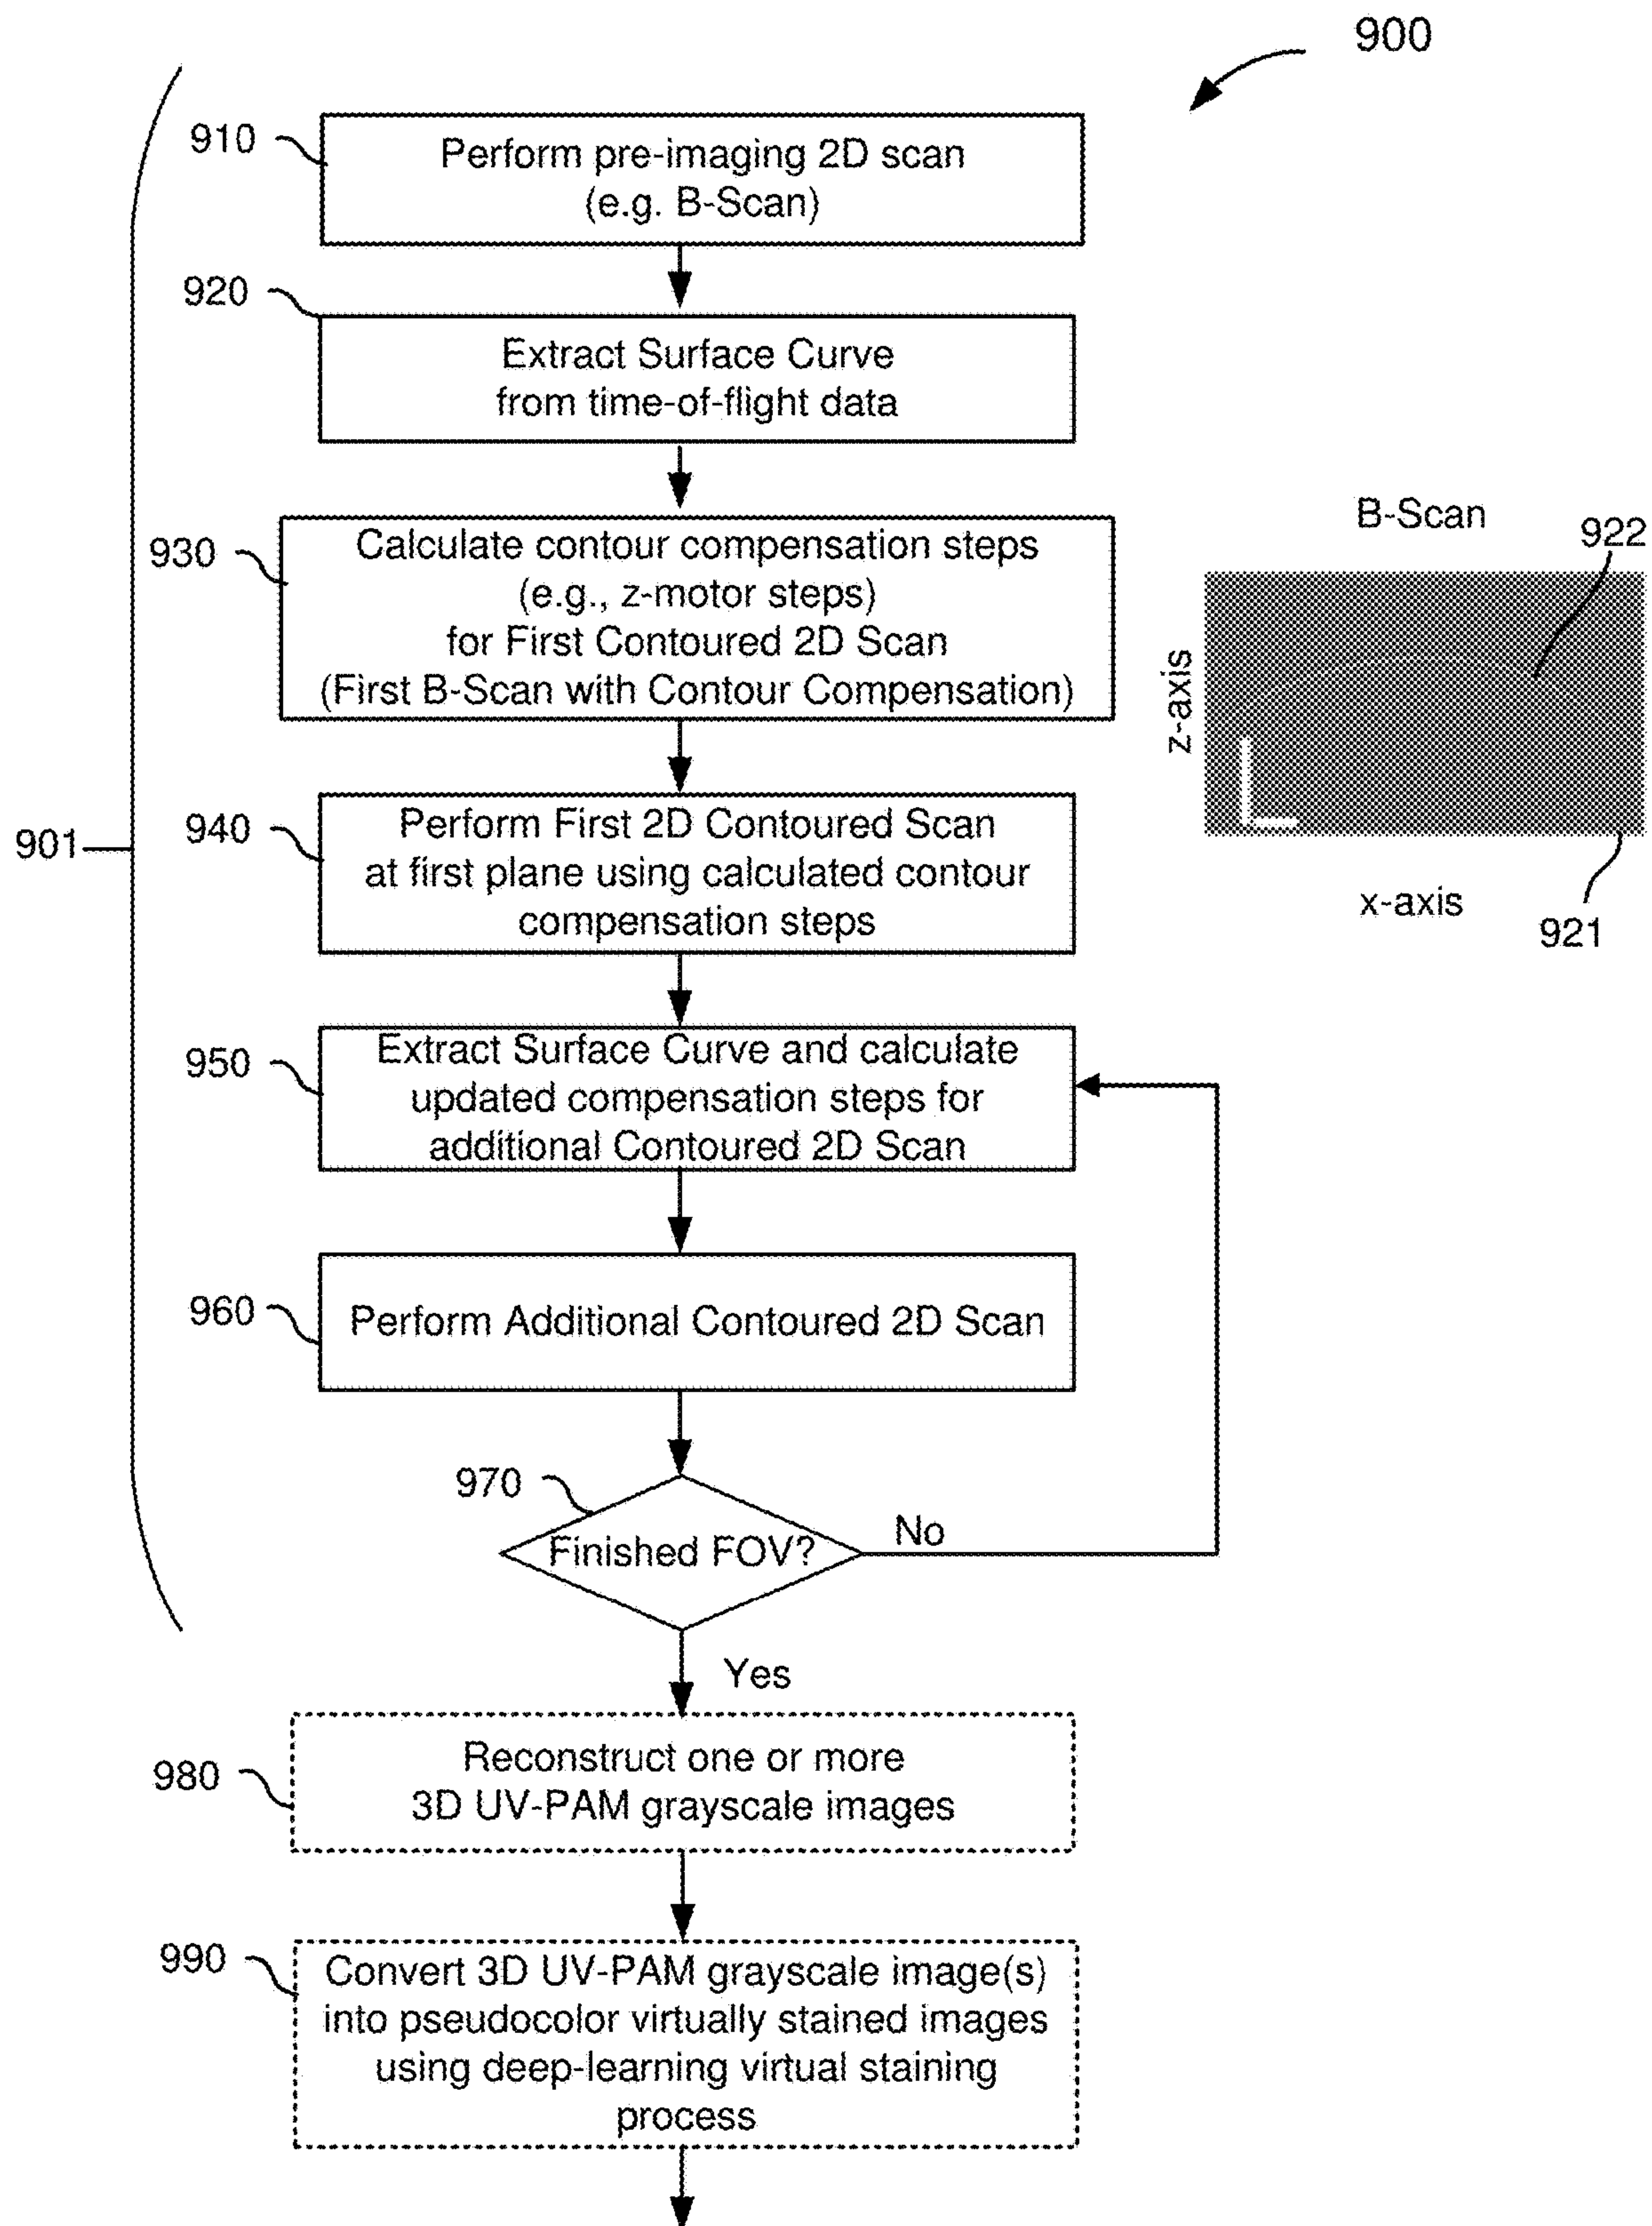 900
910
Perform pre-imaging 2D scan
(e.g. B-Scan)
920
Extract Surface Curve
from time-of-flight data
930
Calculate contour compensation steps
(e.g., z-motor steps)
for First Contoured 2D Scan
(First B-Scan with Contour Compensation)
B-Scan
922
z-axis
x-axis
921
901
940
Perform First 2D Contoured Scan
at first plane using calculated contour
compensation steps
950
Extract Surface Curve and calculate
updated compensation steps for
additional Contoured 2D Scan
960
Perform Additional Contoured 2D Scan
970
Finished FOV?
No
Yes
980
Reconstruct one or more
3D UV-PAM grayscale images
990
Convert 3D UV-PAM grayscale image(s)
into pseudocolor virtually stained images
using deep-learning virtual staining
process